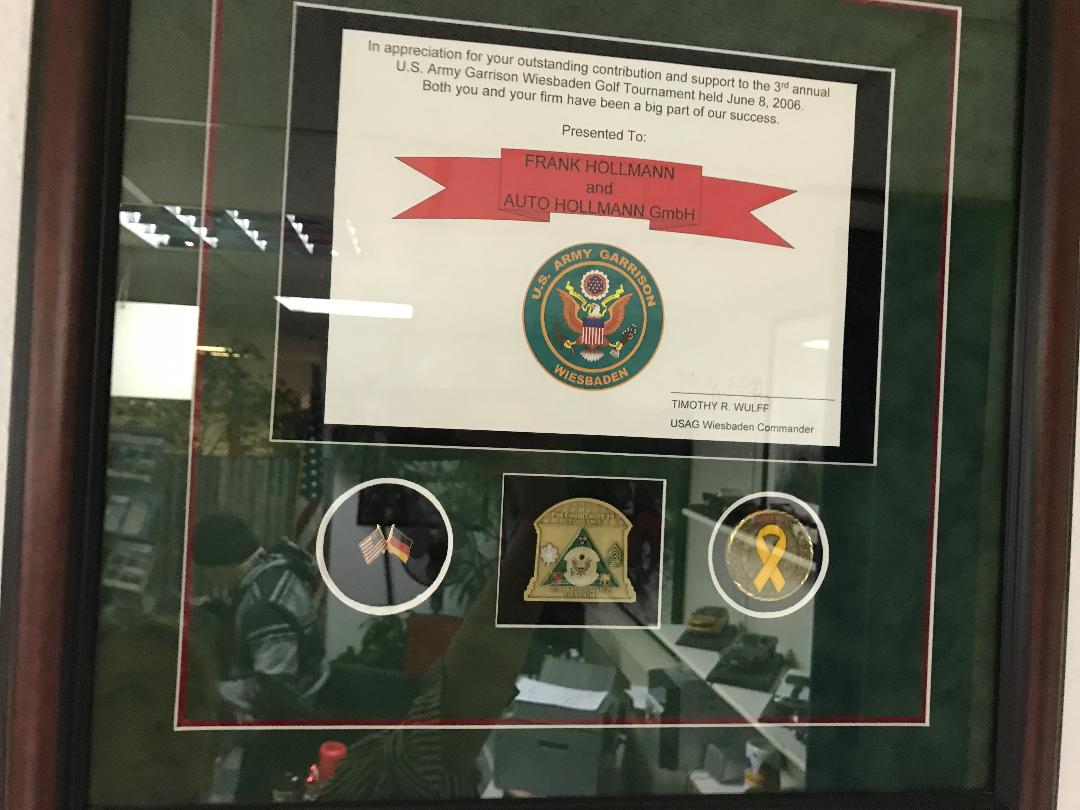 In appreciation for your outstanding contribution and support to the 3rd annual
U.S. Army Garrison Wiesbaden Golf Tournament held June 8, 2006.
Both you and your firm have been a big part of our success.
Presented To:
FRANK HOLLMANN
and
AUTO HOLLMANN GmbH
U.S. ARMY GARRISON
WIESBADEN
TIMOTHY R. WULFF
USAG Wiesbaden Commander